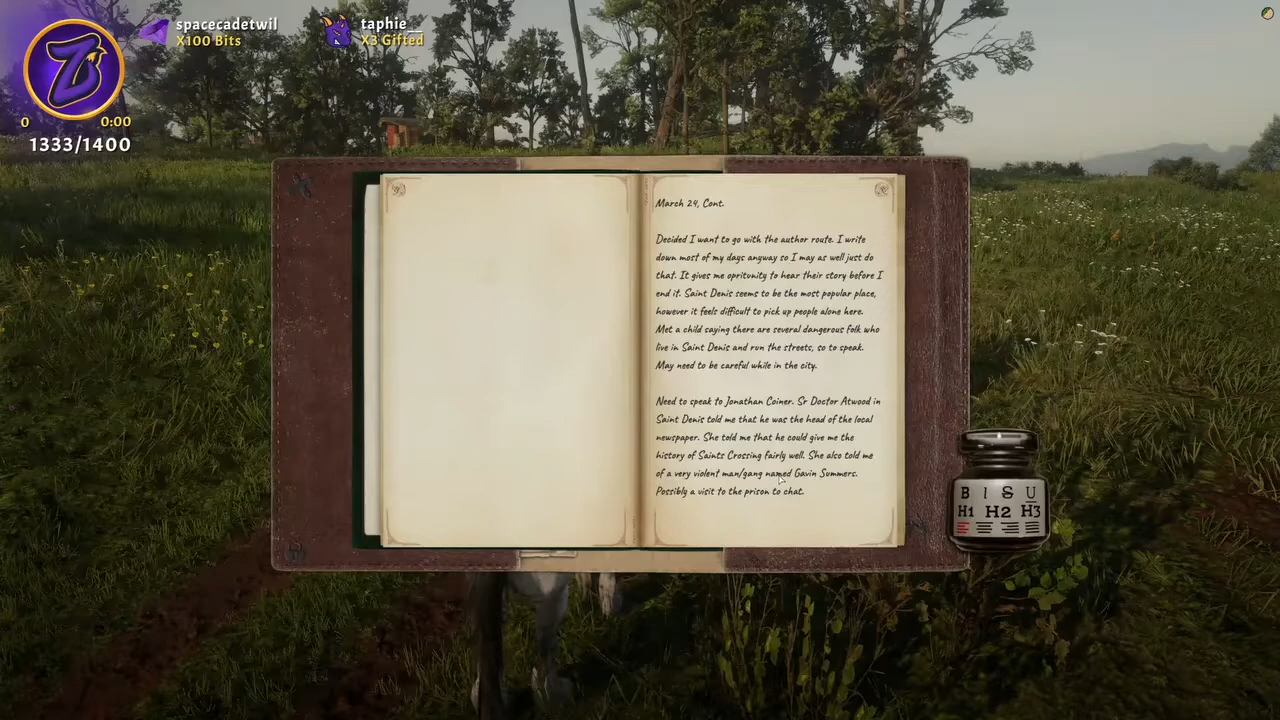 spacecadetwil
X100 Bits
taphie__
X3 Gifted
0
0:00
1333/1400
March 24, Cont.
Decided I want to go with the author route. I write
down most of my days anyway so I may as well just do
that. It gives me opritunity to hear their story before I
end it. Saint Denis seems to be the most popular place,
however it feels difficult to pick up people alone here.
Met a child saying there are several dangerous folk who
live in Saint Denis and run the streets, so to speak.
May need to be careful while in the city.
Need to speak to Jonathan Coiner. Sr Doctor Atwood in
Saint Denis told me that he was the head of the local
newspaper. She told me that he could give me the
history of Saints Crossing fairly well. She also told me
of a very violent man/gang named Gavin Summers.
Possibly a visit to the prison to chat.
B I S U
H1 H2 H3